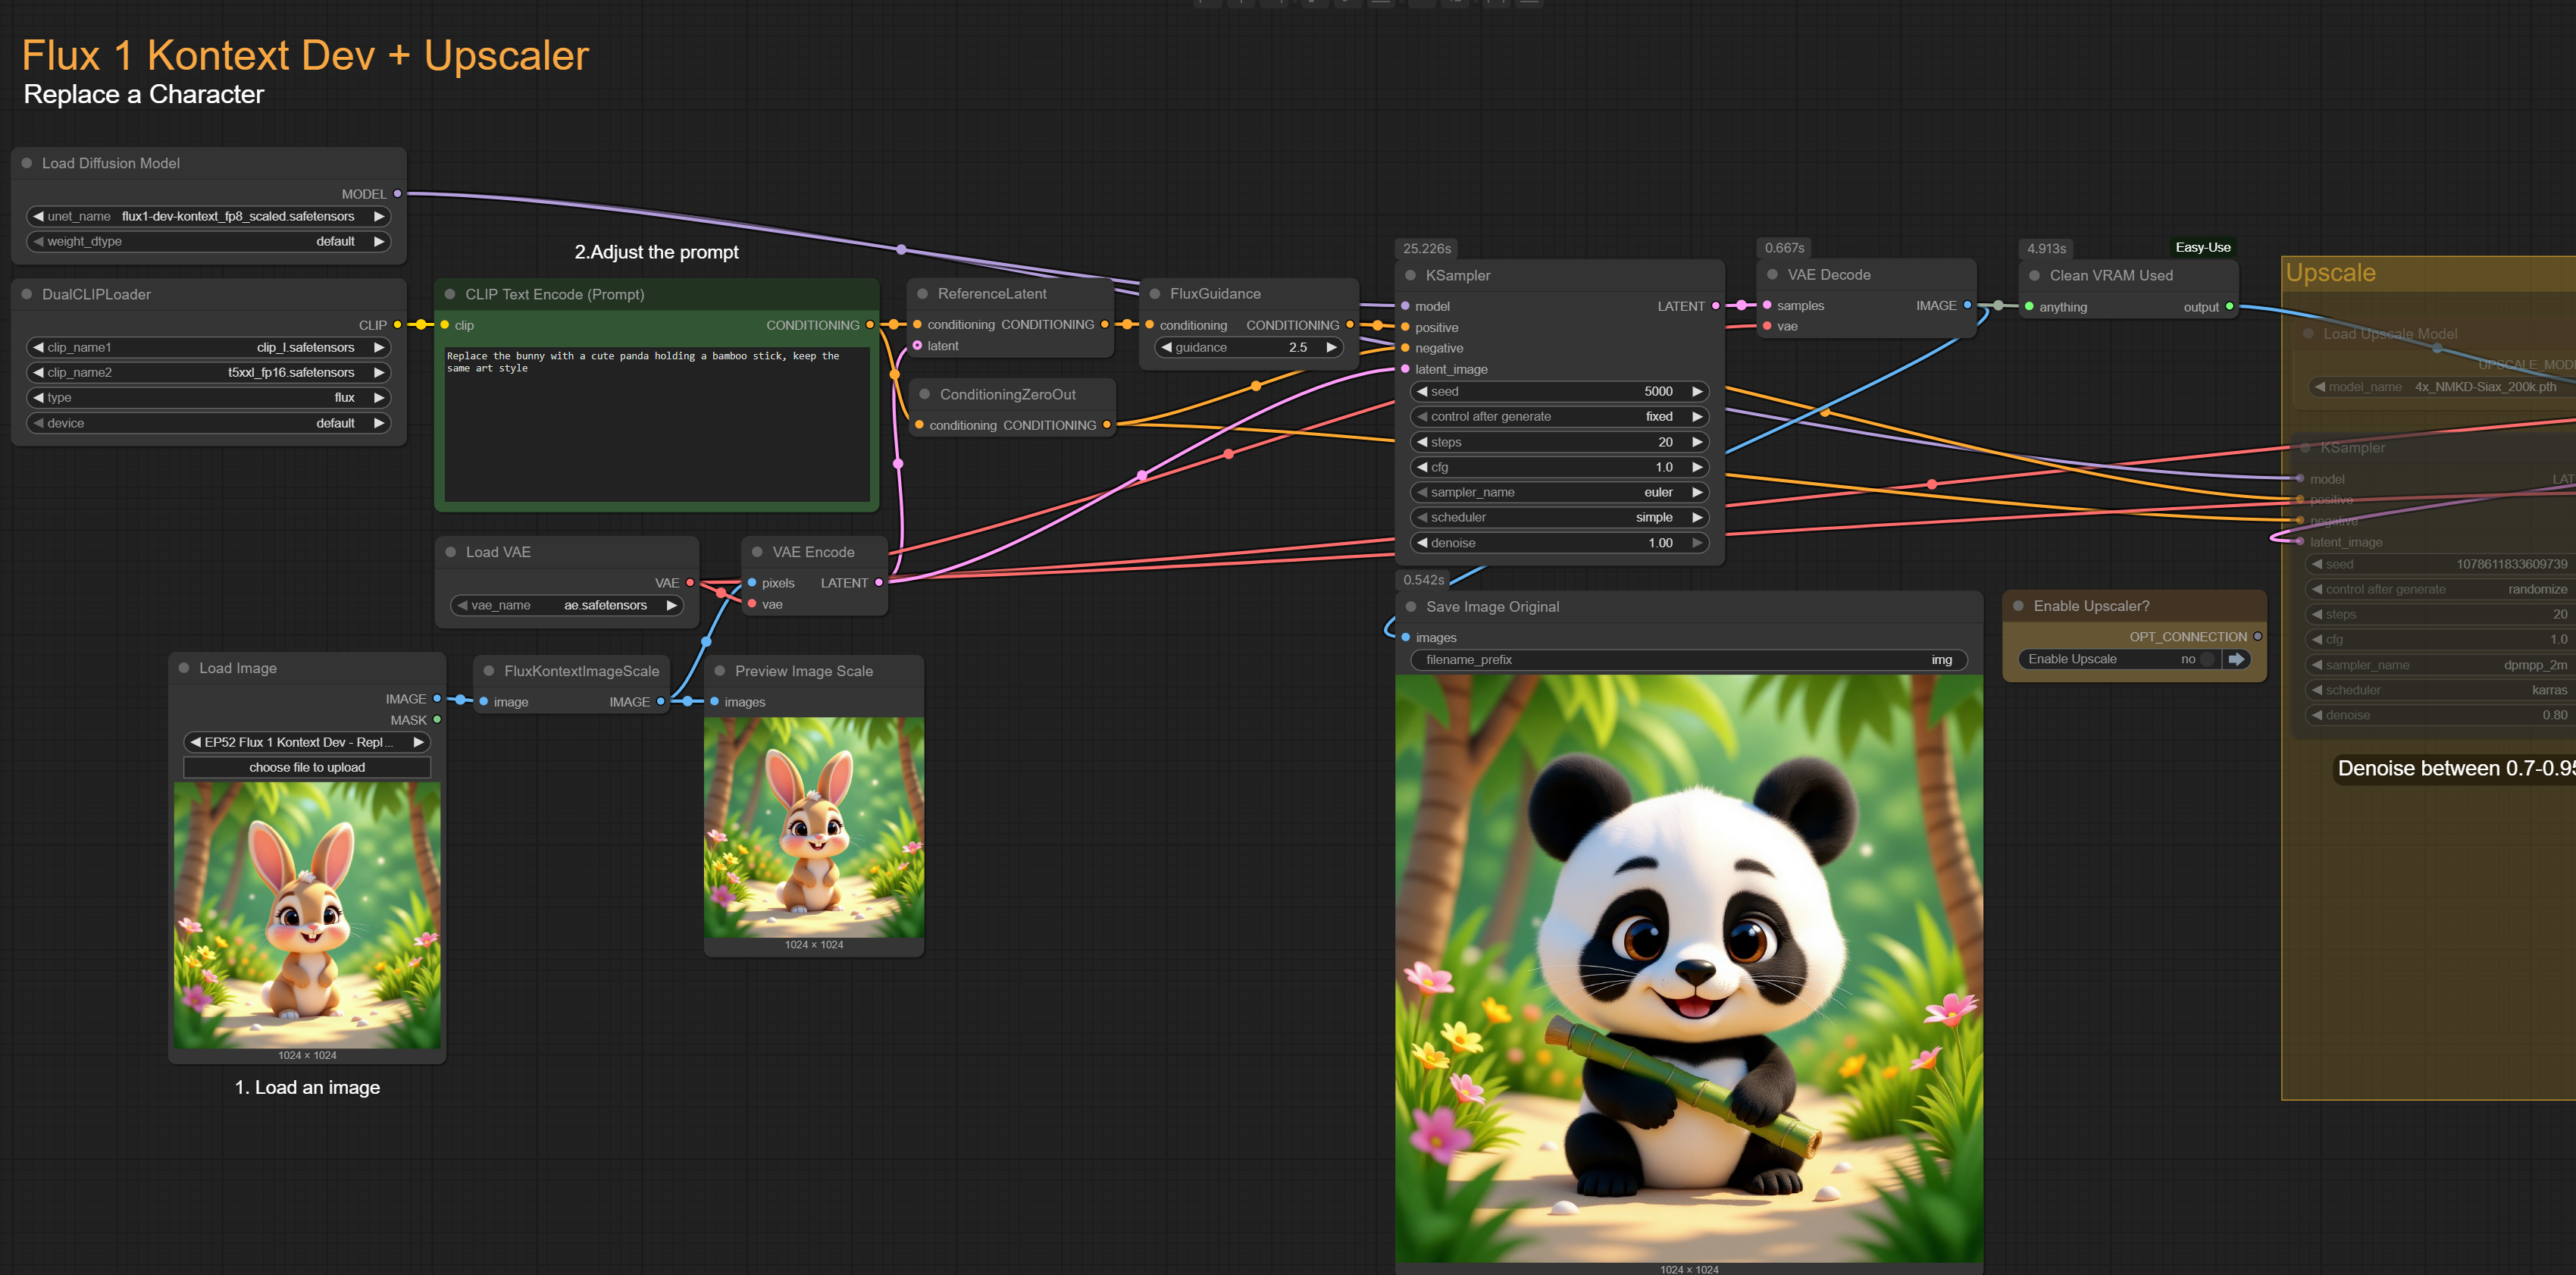 Flux 1 Kontext Dev + Upscaler
Replace a Character
Load Diffusion Model
MODEL
unet_name flux1-dev-kontext_fp8_scaled.safetensors
weight_dtype default
DualCLIPLoader
CLIP
clip_name1 clip_l.safetensors
clip_name2 t5xxl_fp16.safetensors
type flux
device default
2.Adjust the prompt
CLIP Text Encode (Prompt)
clip CONDITIONING
Replace the bunny with a cute panda holding a bamboo stick, keep the
same art style
ReferenceLatent
conditioning CONDITIONING
latent
FluxGuidance
conditioning CONDITIONING
guidance 2.5
ConditioningZeroOut
conditioning CONDITIONING
Load VAE
VAE
vae_name ae.safetensors
VAE Encode
pixels LATENT
vae
Load Image
IMAGE
MASK
EP52 Flux 1 Kontext Dev - Repl...
choose file to upload
1024 × 1024
1. Load an image
FluxKontextImageScale
image IMAGE
Preview Image Scale
images
1024 × 1024
25.226s
KSampler
model LATENT
positive
negative
latent_image
seed 5000
control after generate fixed
steps 20
cfg 1.0
sampler_name euler
scheduler simple
denoise 1.00
0.667s
VAE Decode
samples IMAGE
vae
4.913s
Easy-Use
Clean VRAM Used
anything output
0.542s
Save Image Original
images
filename_prefix img
1024 × 1024
Enable Upscaler?
OPT_CONNECTION
Enable Upscale no
Upscale
Load Upscale Model
UPSCALE_MOD
model_name 4x_NMKD-Siax_200k.pth
KSampler
model LAT
positive
negative
latent_image
seed 1078611833609739
control after generate randomize
steps 20
cfg 1.0
sampler_name dpmpp_2m
scheduler karras
denoise 0.80
Denoise between 0.7-0.95